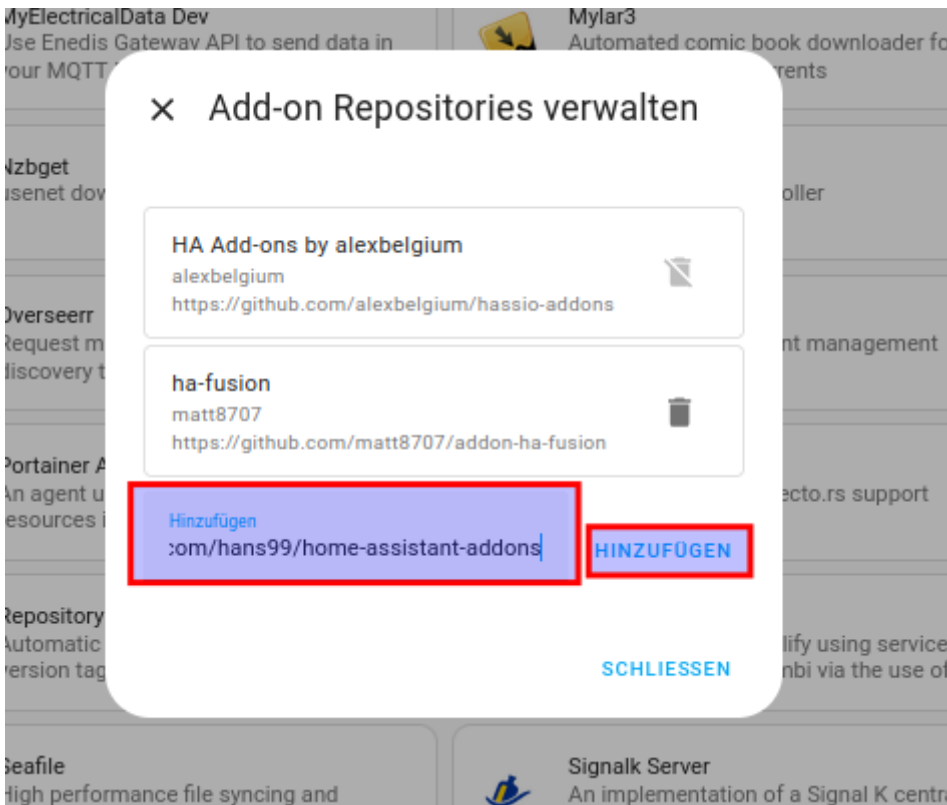 MyElectricalData Dev
Use Enedis Gateway API to send data in
your MQTT
Mylar3
Automated comic book downloader fo
rents
Add-on Repositories verwalten
Nzbget
usenet dow
oller
HA Add-ons by alexbelgium
alexbelgium
https://github.com/alexbelgium/hassio-addons
Overseerr
Request m
discovery t
nt management
ha-fusion
matt8707
https://github.com/matt8707/addon-ha-fusion
Portainer A
An agent u
esources i
ecto.rs support
Hinzufügen
com/hans99/home-assistant-addons
HINZUFÜGEN
Repository
Automatic
version tag
lify using service
nbi via the use of
SCHLIESSEN
Seafile
High performance file syncing and
Signalk Server
An implementation of a Signal K centr